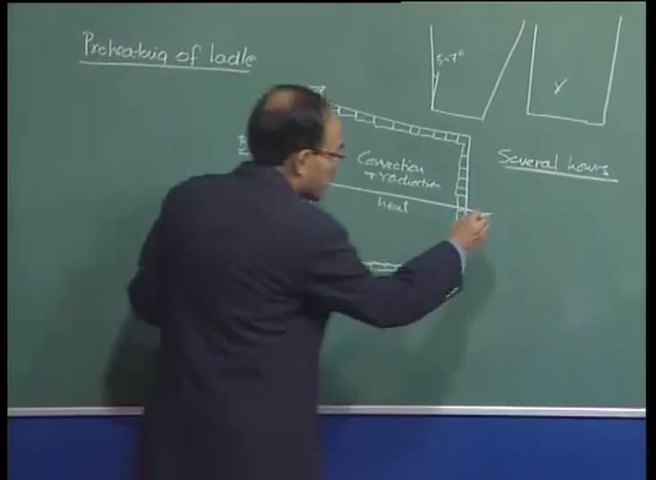 Preheating of ladle
5-7°
Convection
+ radiation
heat
Several hours